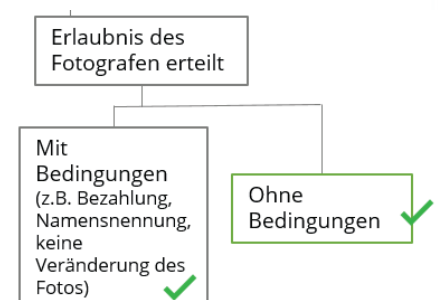 Erlaubnis des
Fotografen erteilt
Mit
Bedingungen
(z.B. Bezahlung,
Namensnennung,
keine
Veränderung des
Fotos)
Ohne
Bedingungen